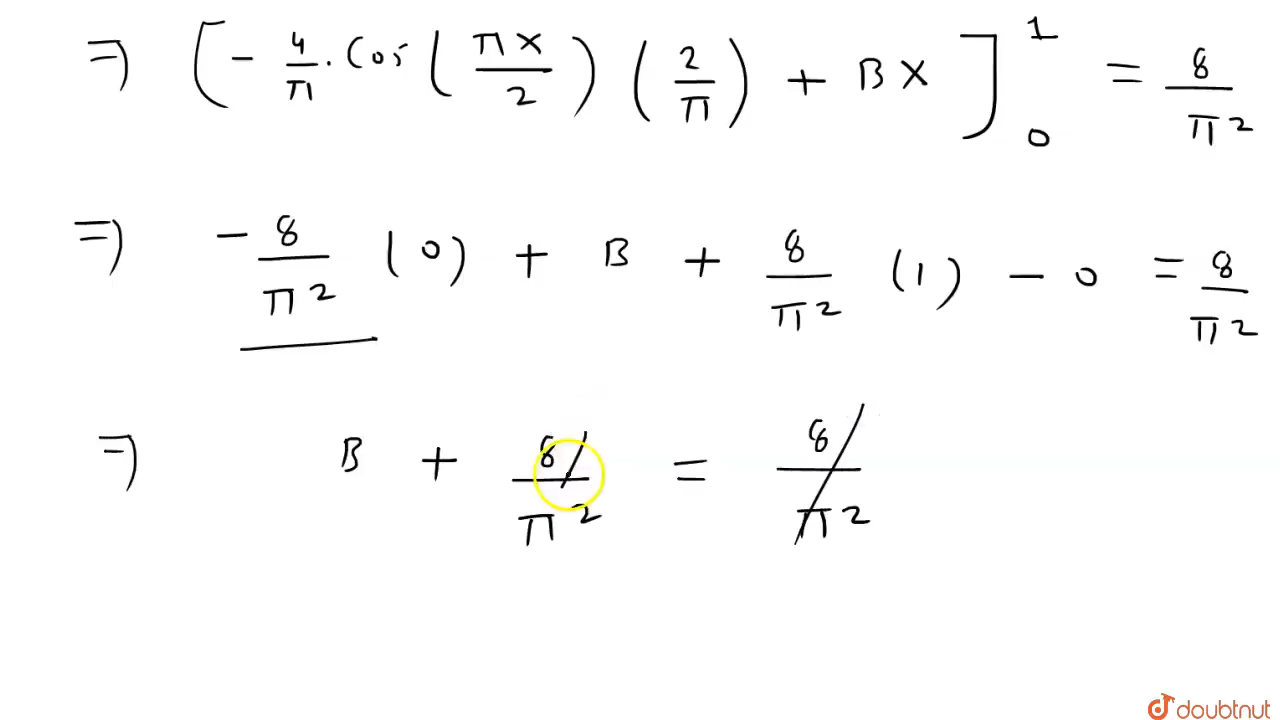 ⇒ [ - 4/π . Cos ( πx/2 ) ( 2/π ) + Bx ]₀¹ = 8/π²
⇒ - 8/π² ( 0 ) + B + 8/π² ( 1 ) - 0 = 8/π²
⇒ B + 8/π² = 8/π²
doubtnut